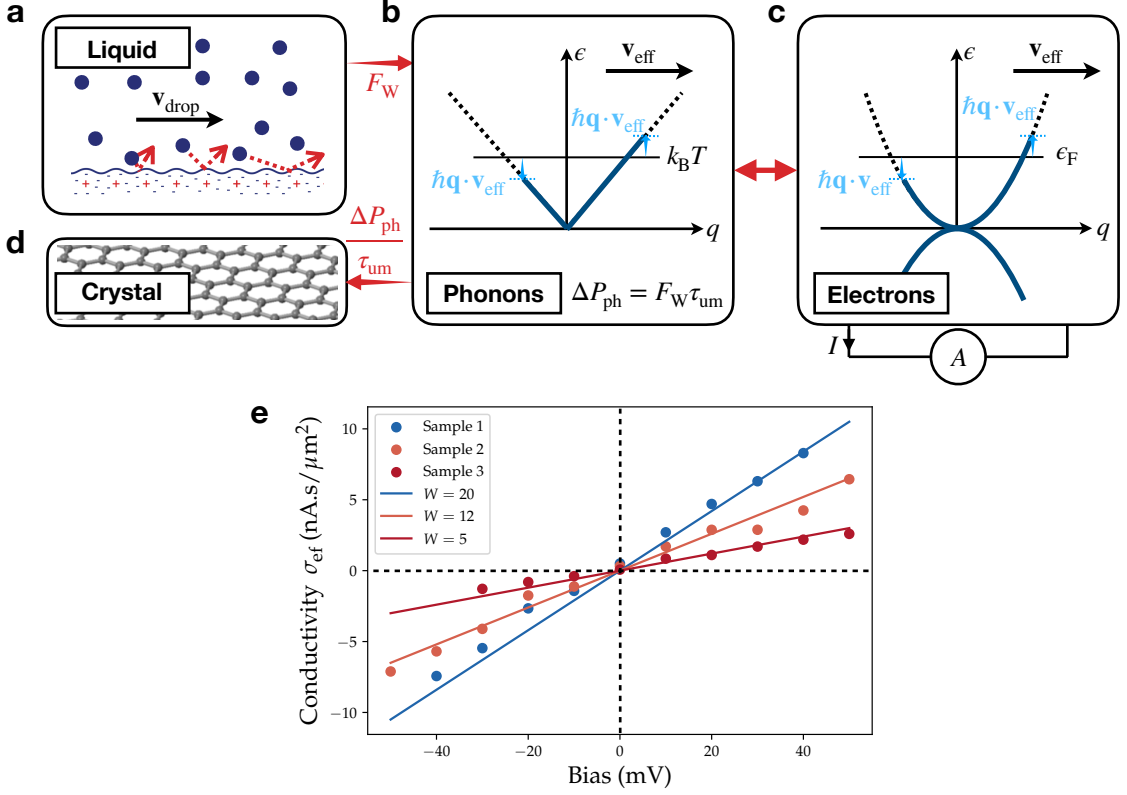 a
Liquid
v_drop
F_W
b
ϵ
v_eff
ħq · v_eff
k_B T
ħq · v_eff
q
Phonons
ΔP_ph = F_W τ_um
c
ϵ
v_eff
ħq · v_eff
ϵ_F
ħq · v_eff
q
Electrons
I
A
d
Crystal
ΔP_ph
τ_um
e
Conductivity σ_ef (nA.s/μm²)
10
5
0
−5
−10
Sample 1
Sample 2
Sample 3
W = 20
W = 12
W = 5
−40 −20 0 20 40
Bias (mV)